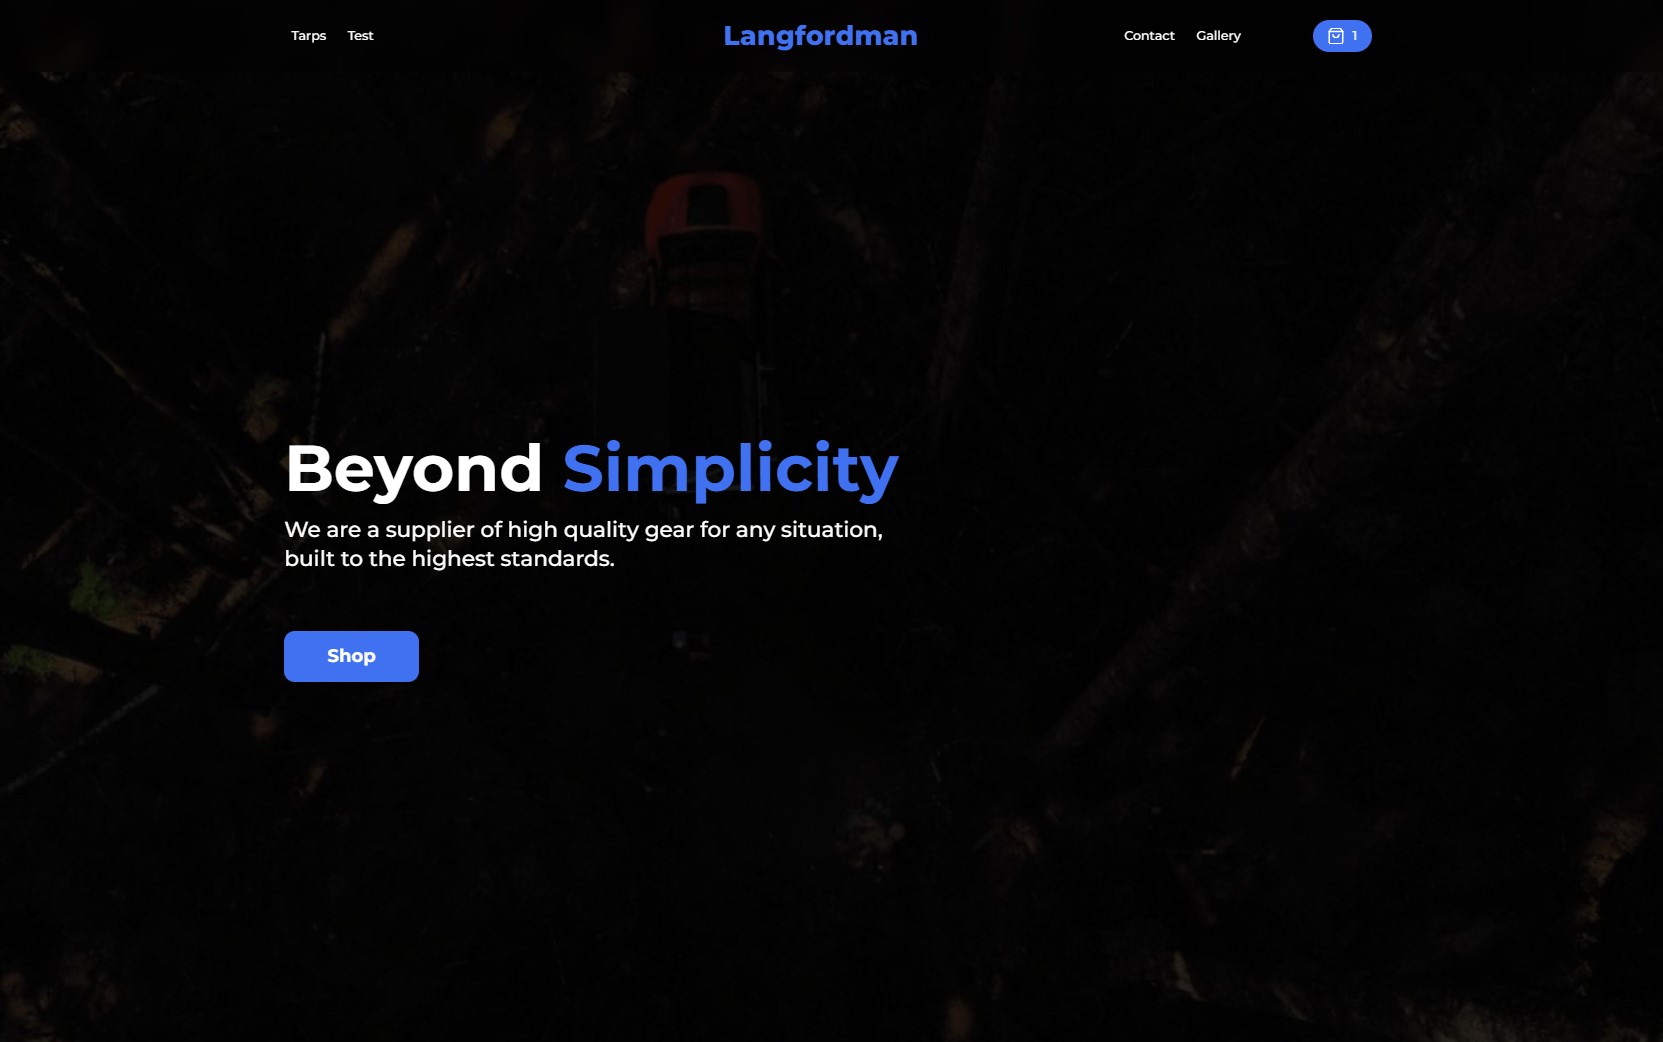 Tarps Test Langfordman Contact Gallery 1
Beyond Simplicity
We are a supplier of high quality gear for any situation,
built to the highest standards.
Shop